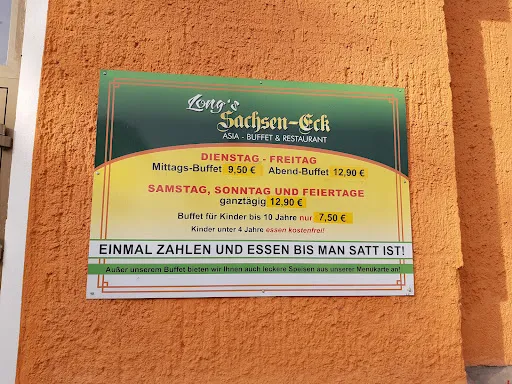 Long's
Sachsen-Eck
ASIA - BUFFET & RESTAURANT
DIENSTAG - FREITAG
Mittags-Buffet 9,50 € Abend-Buffet 12,90 €
SAMSTAG, SONNTAG UND FEIERTAGE
ganztägig 12,90 €
Buffet für Kinder bis 10 Jahre nur 7,50 €
Kinder unter 4 Jahre essen kostenfrei!
EINMAL ZAHLEN UND ESSEN BIS MAN SATT IST!
Außer unserem Buffet bieten wir Ihnen auch leckere Speisen aus unserer Menükarte an!